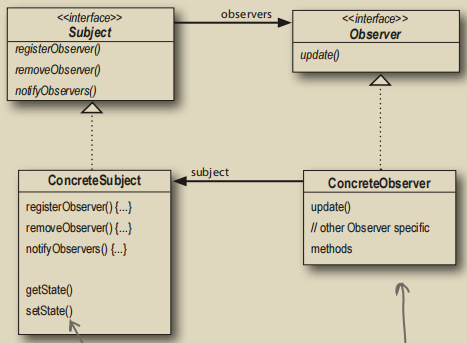 <<interface>>
Subject
registerObserver()
removeObserver()
notifyObservers()
observers
<<interface>>
Observer
update()
ConcreteSubject
registerObserver() {...}
removeObserver() {...}
notifyObservers() {...}
getState()
setState()
subject
ConcreteObserver
update()
// other Observer specific
methods